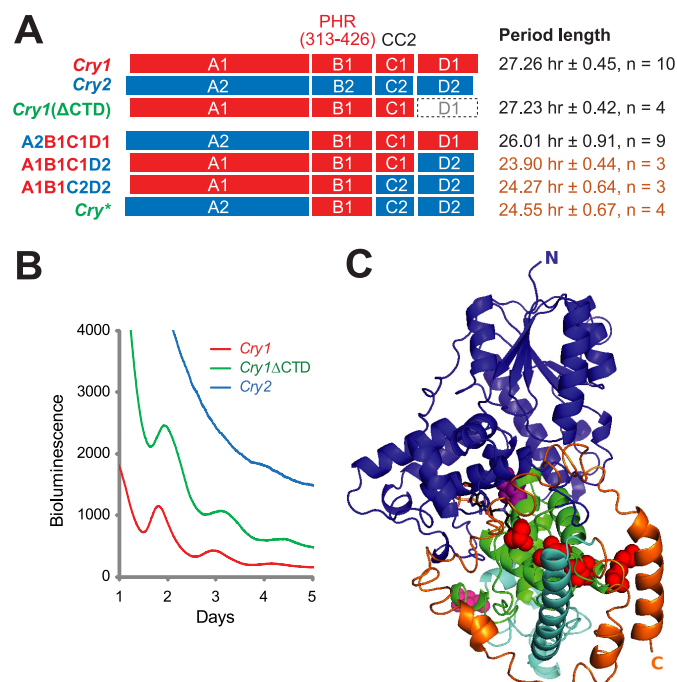 A
PHR
(313-426) CC2
Period length
Cry1 A1 B1 C1 D1 27.26 hr ± 0.45, n = 10
Cry2 A2 B2 C2 D2
Cry1(ΔCTD) A1 B1 C1 D1 27.23 hr ± 0.42, n = 4
A2B1C1D1 A2 B1 C1 D1 26.01 hr ± 0.91, n = 9
A1B1C1D2 A1 B1 C1 D2 23.90 hr ± 0.44, n = 3
A1B1C2D2 A1 B1 C2 D2 24.27 hr ± 0.64, n = 3
Cry* A2 B1 C2 D2 24.55 hr ± 0.67, n = 4
B
Bioluminescence
4000
3000
2000
1000
0
1 2 3 4 5
Days
Cry1
Cry1ΔCTD
Cry2
C
N
C